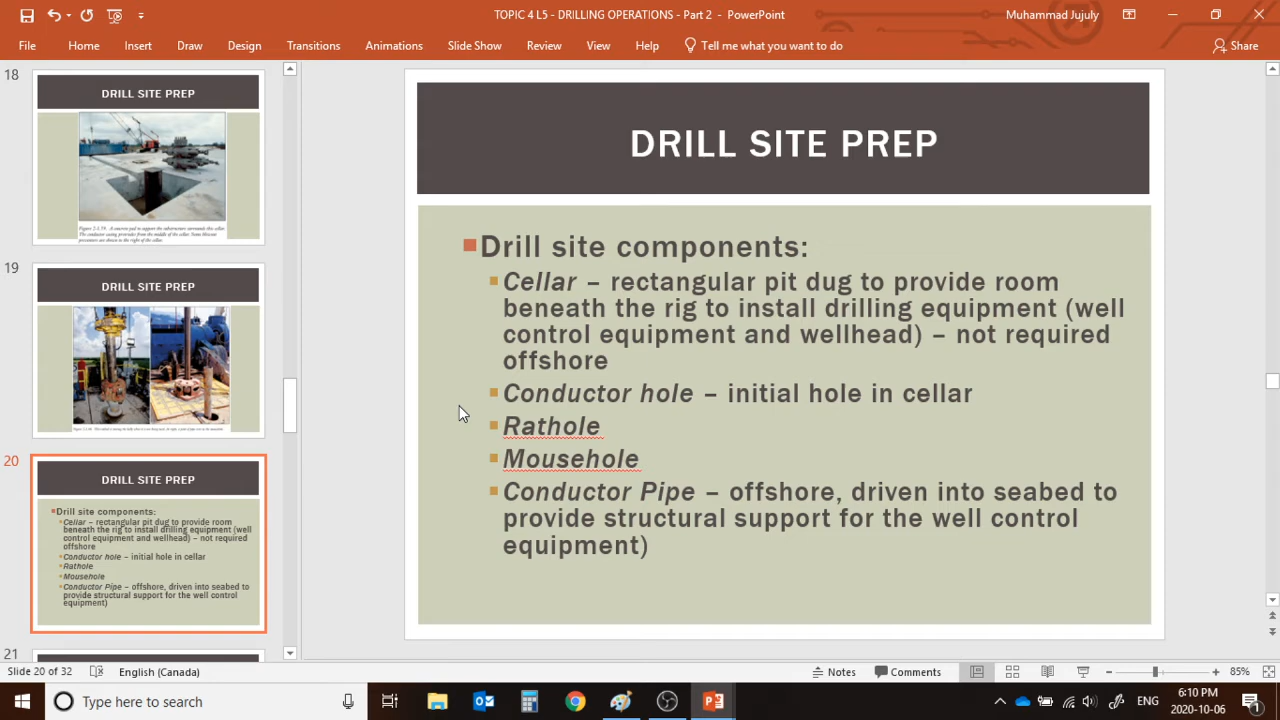 TOPIC 4 L5 - DRILLING OPERATIONS - Part 2 - PowerPoint
Muhammad Jujuly
File Home Insert Draw Design Transitions Animations Slide Show Review View Help Tell me what you want to do Share
18
DRILL SITE PREP
19
DRILL SITE PREP
20
DRILL SITE PREP
Drill site components:
Cellar – rectangular pit dug to provide room
beneath the rig to install drilling equipment (well
control equipment and wellhead) – not required
offshore
Conductor hole – initial hole in cellar
Rathole
Mousehole
Conductor Pipe – offshore, driven into seabed to
provide structural support for the well control
equipment)
21
DRILL SITE PREP
Drill site components:
Cellar – rectangular pit dug to provide room
beneath the rig to install drilling equipment (well
control equipment and wellhead) – not required
offshore
Conductor hole – initial hole in cellar
Rathole
Mousehole
Conductor Pipe – offshore, driven into seabed to
provide structural support for the well control
equipment)
Slide 20 of 32 English (Canada) Notes Comments 85%
Type here to search
ENG
6:10 PM
2020-10-06
1